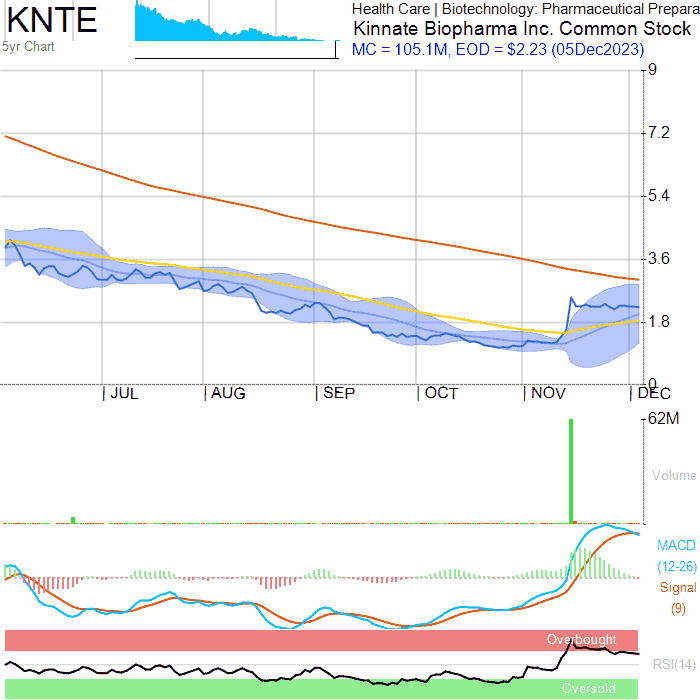 KNTE
5yr Chart
Health Care | Biotechnology: Pharmaceutical Prepara
Kinnate Biopharma Inc. Common Stock
MC = 105.1M, EOD = $2.23 (05Dec2023)
9
7.2
5.4
3.6
1.8
0
| JUL | AUG | SEP | OCT | NOV | DEC
62M
Volume
MACD
(12-26)
Signal
(9)
Overbought
RSI(14)
Oversold